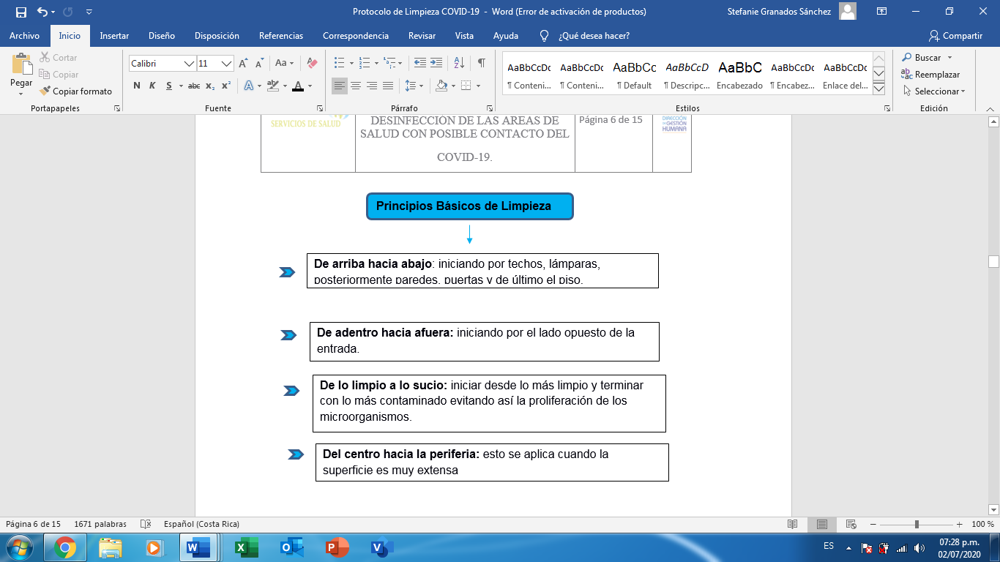 Protocolo de Limpieza COVID-19 - Word (Error de activación de productos)
Stefanie Granados Sánchez
Archivo
Inicio
Insertar
Diseño
Disposición
Referencias
Correspondencia
Revisar
Vista
Ayuda
¿Qué desea hacer?
Compartir
Pegar
Cortar
Copiar
Copiar formato
Portapapeles
Calibri
11
Aa
N K S abc x₂ x²
Fuente
Párrafo
AaBbCcDc
¶ Conteni...
AaBbCcDc
¶ Conteni...
AaBbCc
¶ Default
AaBbCcD
¶ Descripc...
AaBbC
Encabezado
AaBbCcDc
¶ Encabez...
AaBbCcDc
Enlace del...
Estilos
Buscar
Reemplazar
Seleccionar
Edición
SERVICIOS DE SALUD
DESINFECCION DE LAS AREAS DE
SALUD CON POSIBLE CONTACTO DEL
COVID-19.
Página 6 de 15
DIRECCIÓN
DE GESTIÓN
HUMANA
Principios Básicos de Limpieza
De arriba hacia abajo: iniciando por techos, lámparas,
posteriormente paredes, puertas y de último el piso.
De adentro hacia afuera: iniciando por el lado opuesto de la
entrada.
De lo limpio a lo sucio: iniciar desde lo más limpio y terminar
con lo más contaminado evitando así la proliferación de los
microorganismos.
Del centro hacia la periferia: esto se aplica cuando la
superficie es muy extensa
Página 6 de 15
1671 palabras
Español (Costa Rica)
100 %
ES
07:28 p.m.
02/07/2020